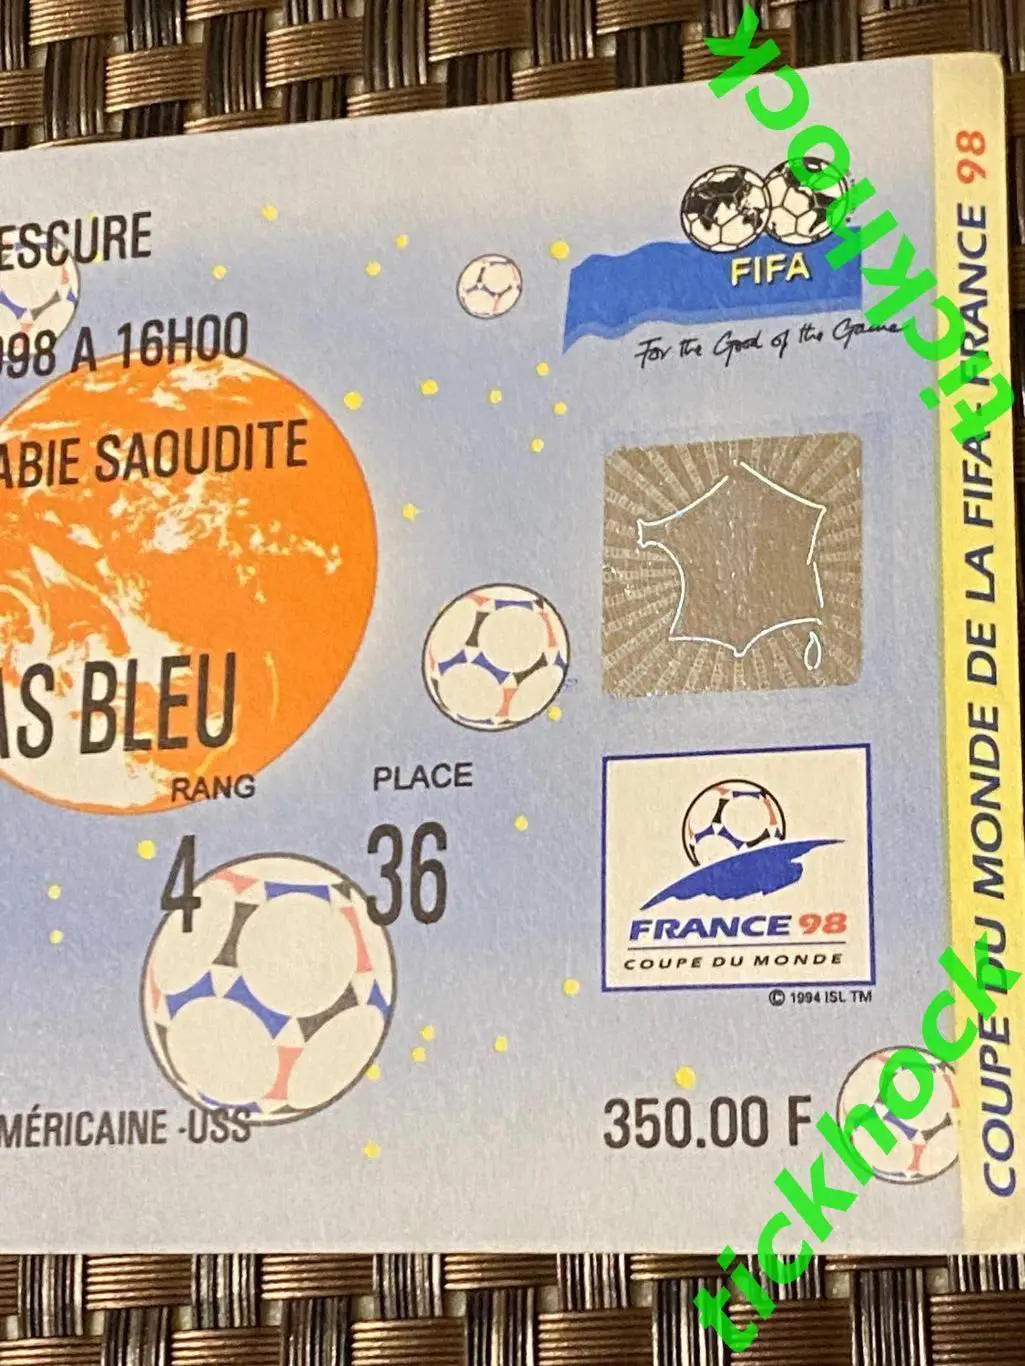 ESCURE
998 A 16H00
ABIE SAOUDITE
AS BLEU
RANG PLACE
4 36
MÉRICAINE -USS
350.00 F
FIFA
For the Good of the Game
FRANCE 98
COUPE DU MONDE
© 1994 ISL TM
COUPE DU MONDE DE LA FIFA - FRANCE 98
tickhock
tickhock